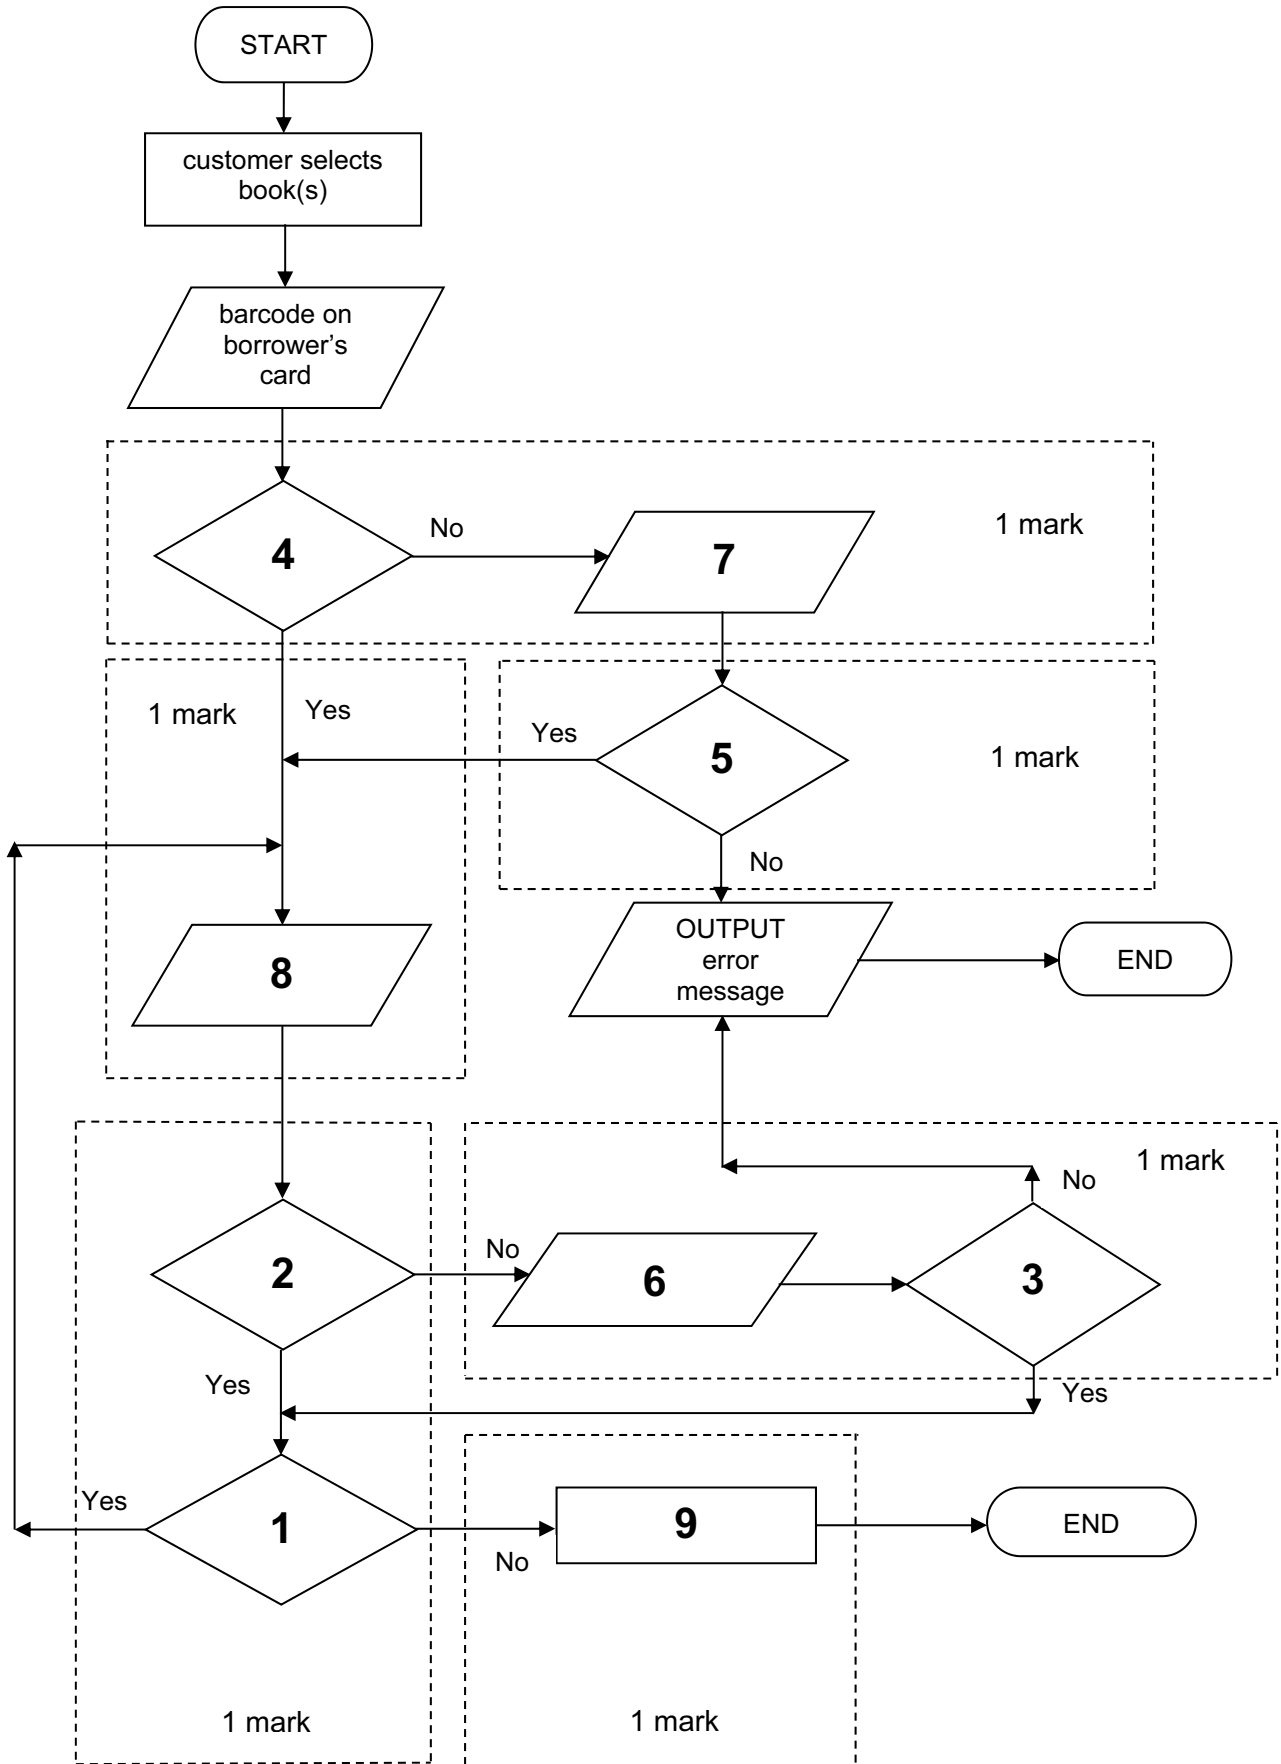 START
customer selects
book(s)
barcode on
borrower's
card
4
No
7
1 mark
1 mark
Yes
Yes
5
1 mark
No
8
OUTPUT
error
message
END
1 mark
No
2
No
6
3
Yes
Yes
Yes
1
No
9
END
1 mark
1 mark